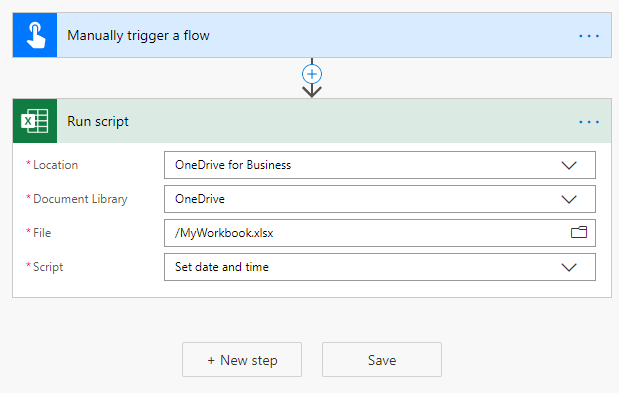 Manually trigger a flow
Run script
* Location OneDrive for Business
* Document Library OneDrive
* File /MyWorkbook.xlsx
* Script Set date and time
+ New step Save